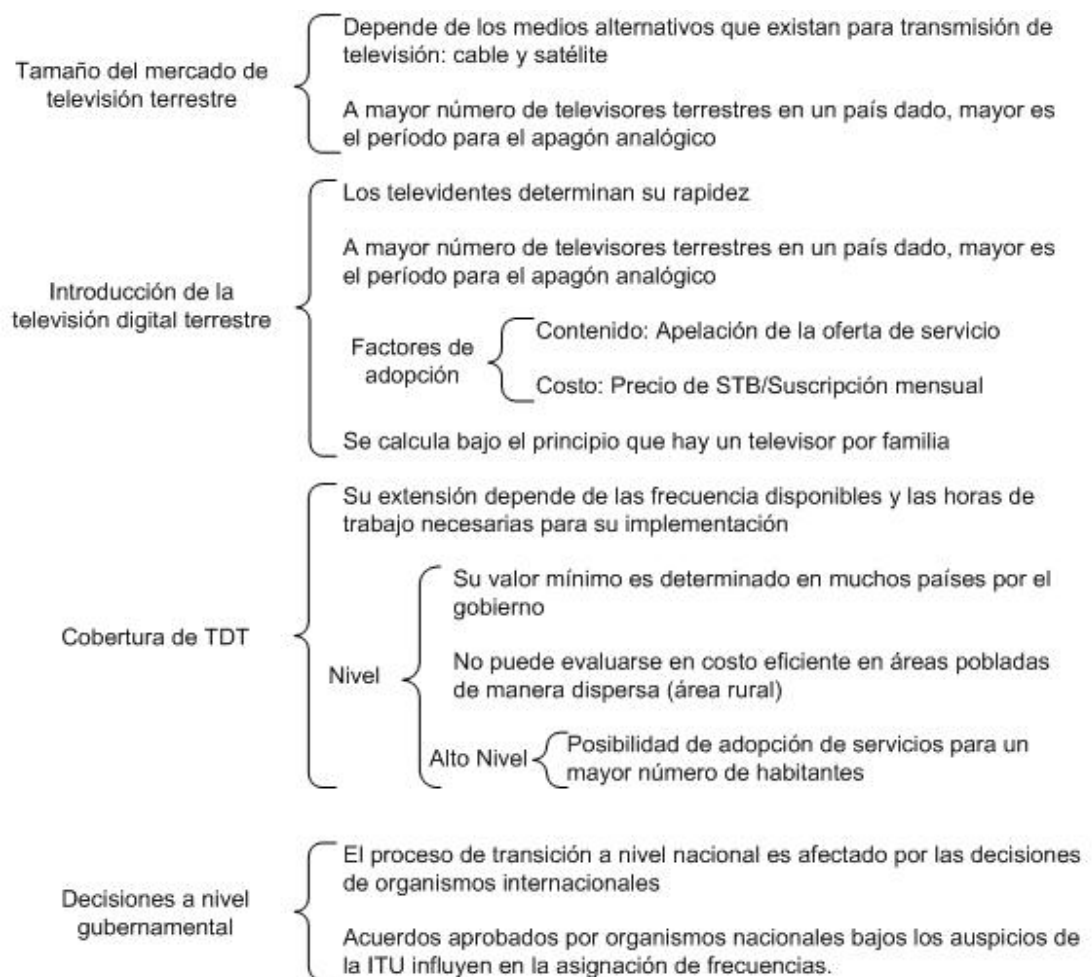 Tamaño del mercado de
televisión terrestre
Depende de los medios alternativos que existan para transmisión de
televisión: cable y satélite
A mayor número de televisores terrestres en un país dado, mayor es
el período para el apagón analógico
Introducción de la
televisión digital terrestre
Los televidentes determinan su rapidez
A mayor número de televisores terrestres en un país dado, mayor es
el período para el apagón analógico
Factores de
adopción
Contenido: Apelación de la oferta de servicio
Costo: Precio de STB/Suscripción mensual
Se calcula bajo el principio que hay un televisor por familia
Cobertura de TDT
Su extensión depende de las frecuencia disponibles y las horas de
trabajo necesarias para su implementación
Nivel
Su valor mínimo es determinado en muchos países por el
gobierno
No puede evaluarse en costo eficiente en áreas pobladas
de manera dispersa (área rural)
Alto Nivel
Posibilidad de adopción de servicios para un
mayor número de habitantes
Decisiones a nivel
gubernamental
El proceso de transición a nivel nacional es afectado por las decisiones
de organismos internacionales
Acuerdos aprobados por organismos nacionales bajos los auspicios de
la ITU influyen en la asignación de frecuencias.